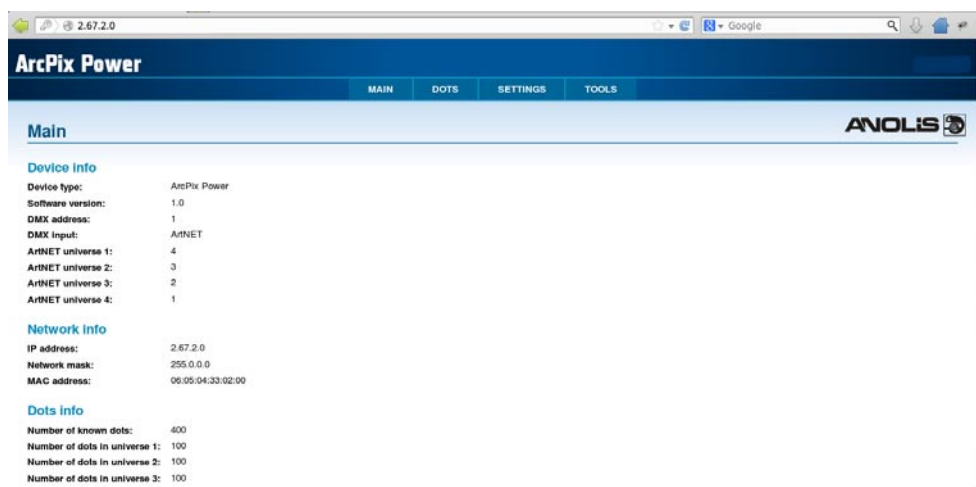 2.67.2.0
Google
ArcPix Power
MAIN DOTS SETTINGS TOOLS
Main
ANOLiS
Device info
Device type: ArcPix Power
Software version: 1.0
DMX address: 1
DMX input: ArtNET
ArtNET universe 1: 4
ArtNET universe 2: 3
ArtNET universe 3: 2
ArtNET universe 4: 1
Network info
IP address: 2.67.2.0
Network mask: 255.0.0.0
MAC address: 06:05:04:33:02:00
Dots info
Number of known dots: 400
Number of dots in universe 1: 100
Number of dots in universe 2: 100
Number of dots in universe 3: 100